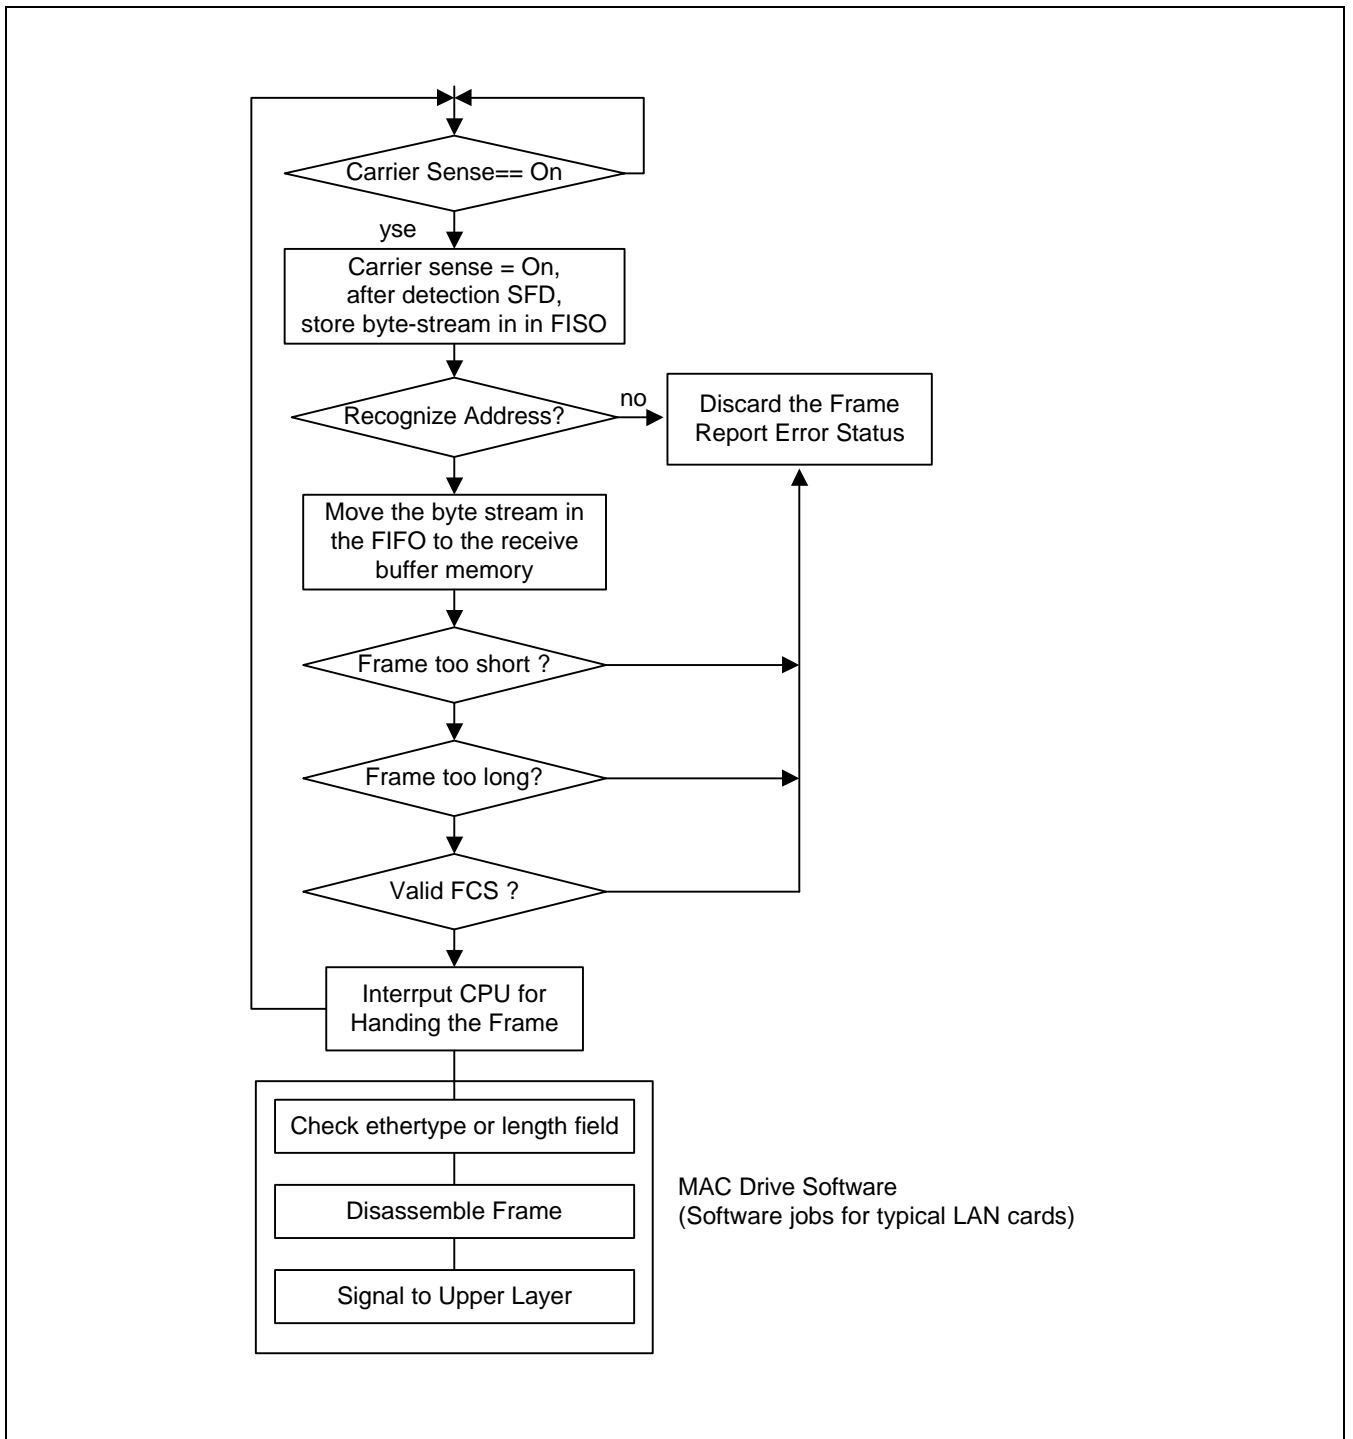 Carrier Sense== On
yse
Carrier sense = On,
after detection SFD,
store byte-stream in in FISO
Recognize Address?
no
Discard the Frame
Report Error Status
Move the byte stream in
the FIFO to the receive
buffer memory
Frame too short ?
Frame too long?
Valid FCS ?
Interrput CPU for
Handing the Frame
Check ethertype or length field
Disassemble Frame
Signal to Upper Layer
MAC Drive Software
(Software jobs for typical LAN cards)